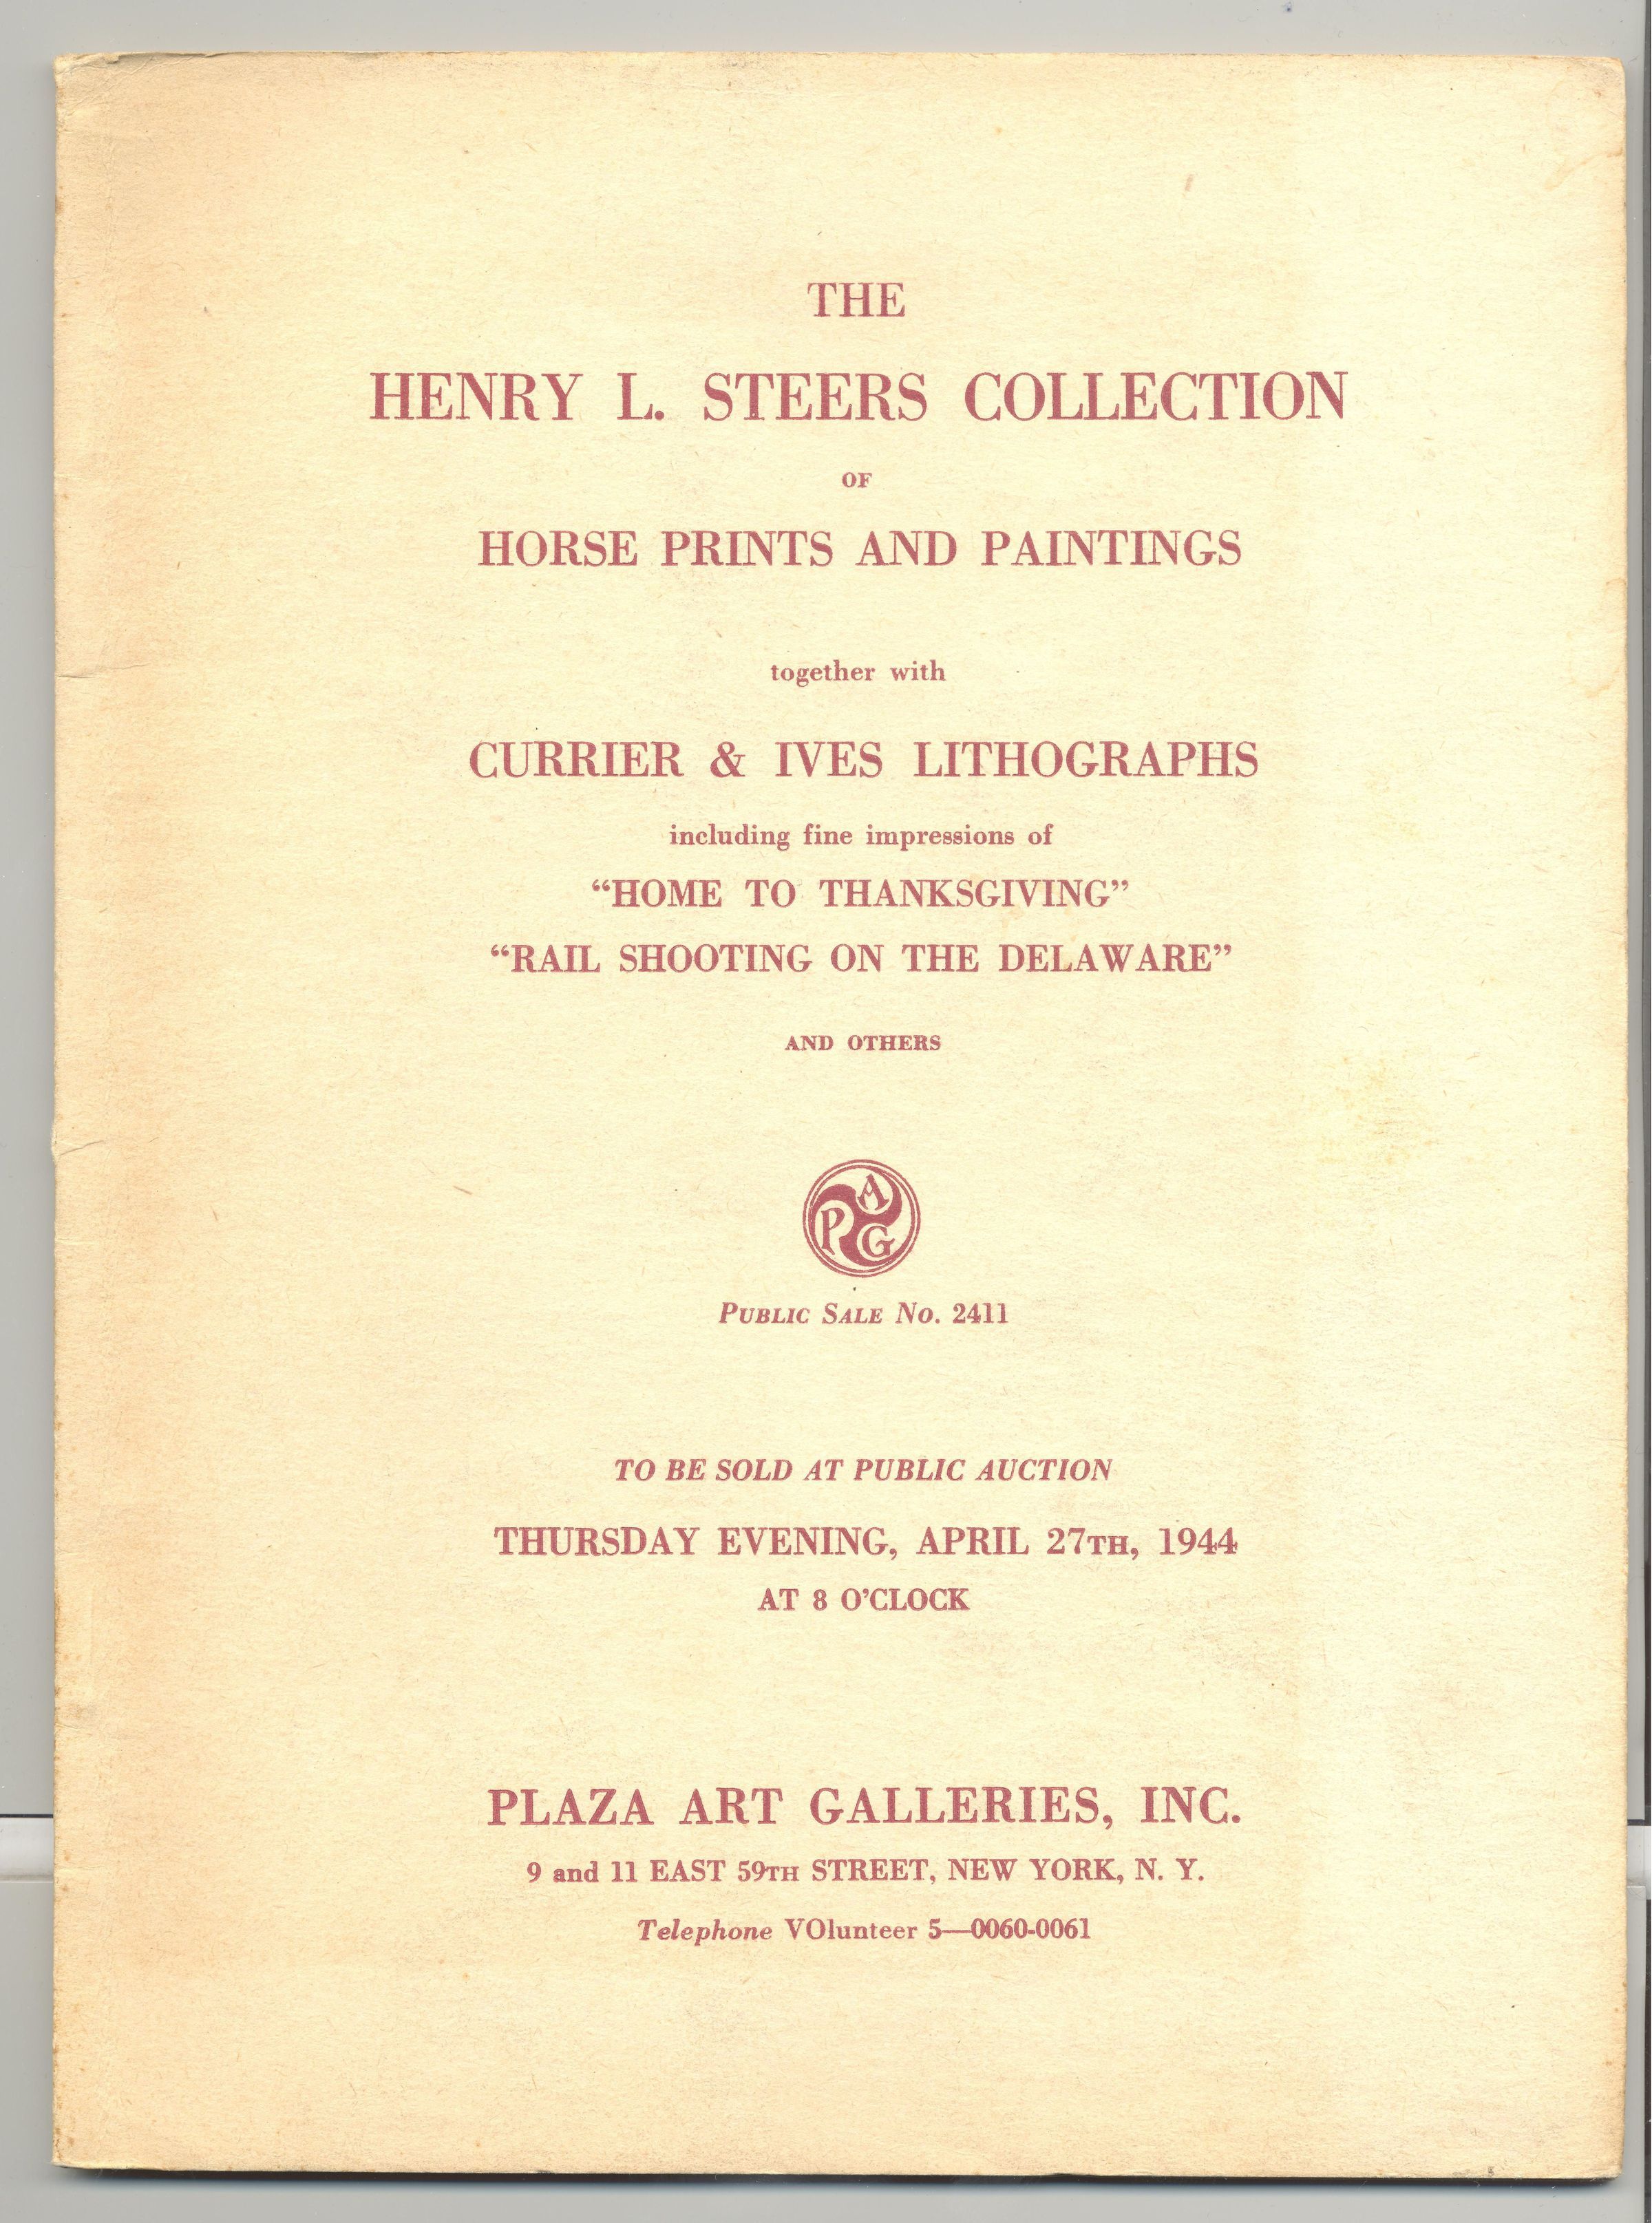 THE
HENRY L. STEERS COLLECTION
OF
HORSE PRINTS AND PAINTINGS
together with
CURRIER & IVES LITHOGRAPHS
including fine impressions of
“HOME TO THANKSGIVING”
“RAIL SHOOTING ON THE DELAWARE”
AND OTHERS
PAG
PUBLIC SALE NO. 2411
TO BE SOLD AT PUBLIC AUCTION
THURSDAY EVENING, APRIL 27TH, 1944
AT 8 O’CLOCK
PLAZA ART GALLERIES, INC.
9 and 11 EAST 59TH STREET, NEW YORK, N. Y.
Telephone VOlunteer 5—0060-0061